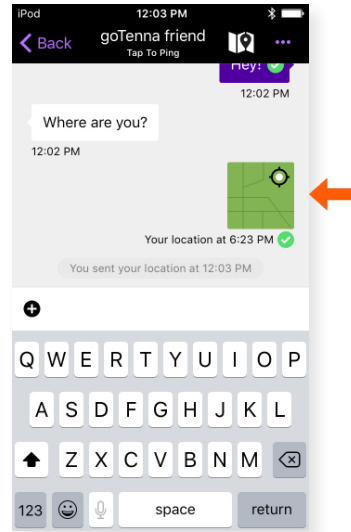 iPod 12:03 PM
Back goTenna friend
Tap To Ping
Hey!
12:02 PM
Where are you?
12:02 PM
Your location at 6:23 PM
You sent your location at 12:03 PM
Q W E R T Y U I O P
A S D F G H J K L
Z X C V B N M
123 space return